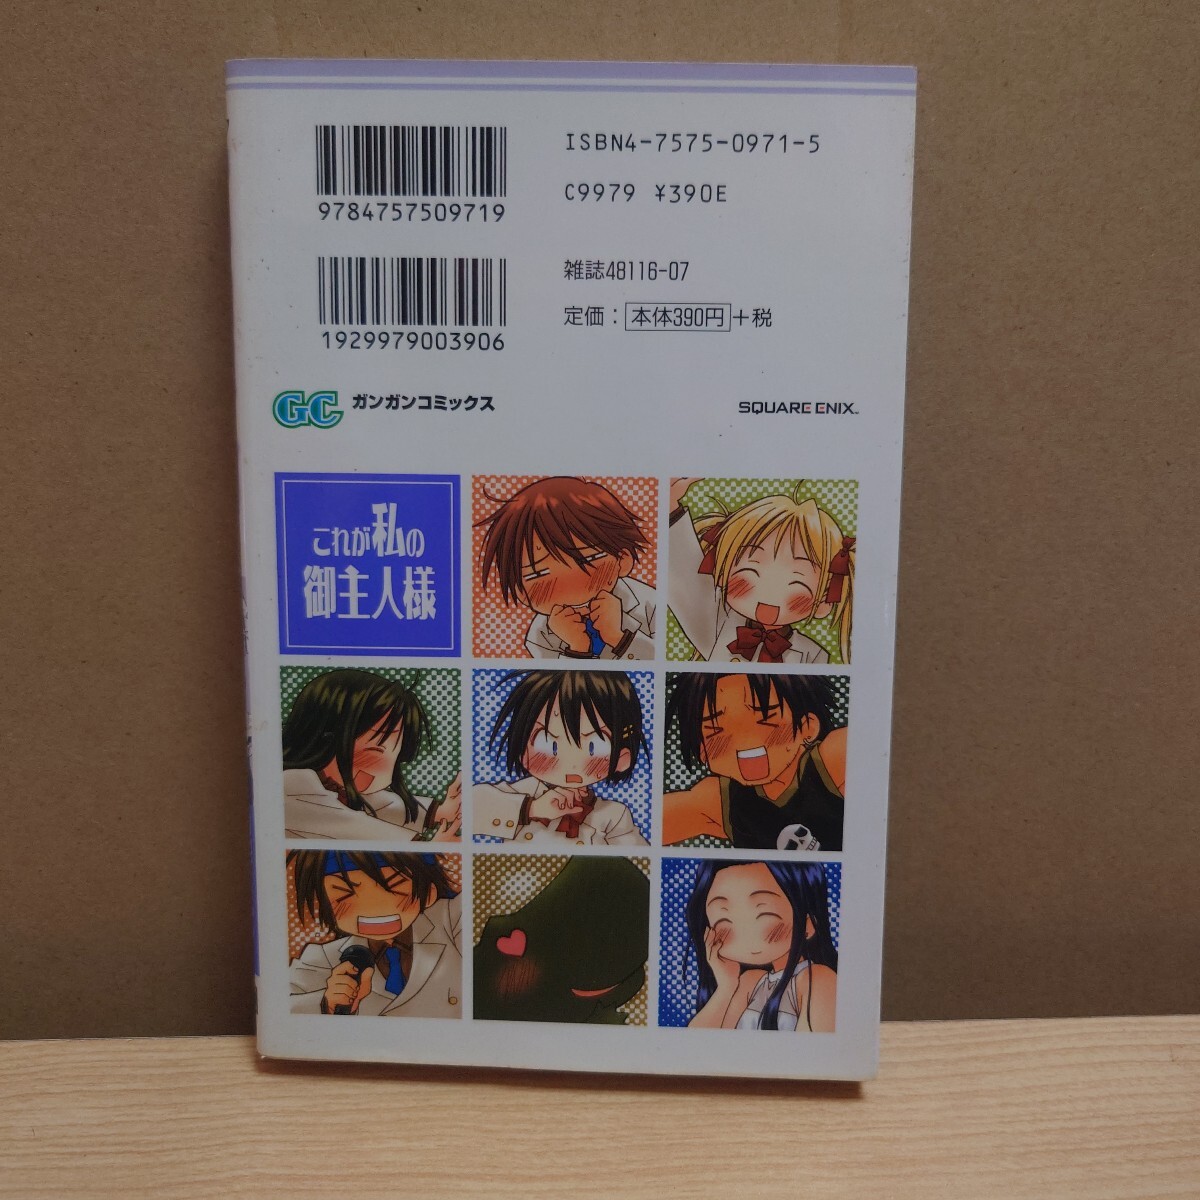 ISBN4-7575-0971-5
9784757509719
C9979 ¥390E
雑誌48116-07
1929979003906
定価：本体390円+税
GC ガンガンコミックス
SQUARE ENIX™
これが私の
御主人様